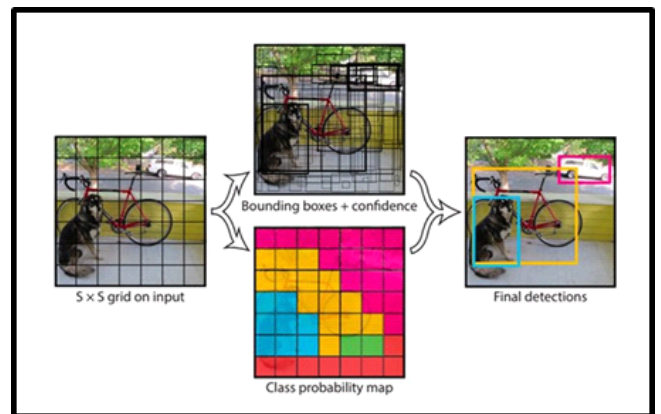 Bounding boxes + confidence
S × S grid on input
Final detections
Class probability map